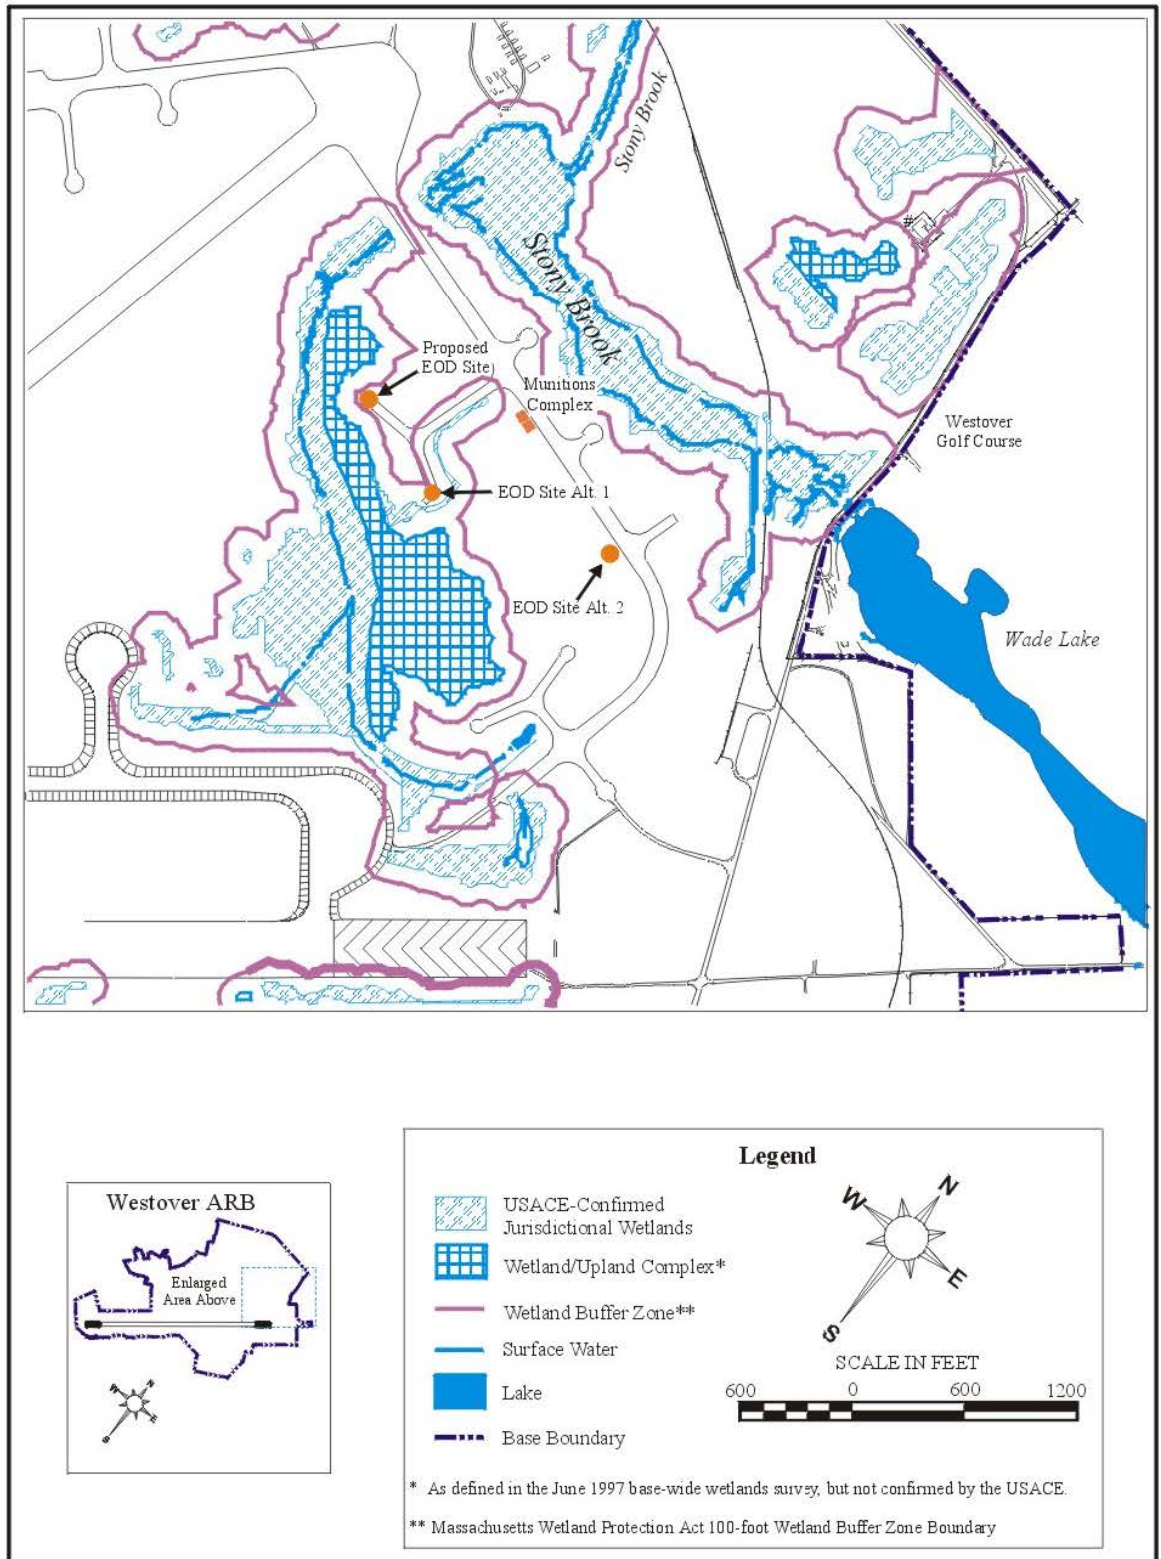 Stony Brook
#
#
Stony Brook
Proposed
EOD Site
Munitions
Complex
Westover
Golf Course
EOD Site Alt. 1
EOD Site Alt. 2
Wade Lake
Legend
USACE-Confirmed
Jurisdictional Wetlands
Wetland/Upland Complex*
Wetland Buffer Zone**
Surface Water
Lake
Base Boundary
W
N
E
S
SCALE IN FEET
600 0 600 1200
* As defined in the June 1997 base-wide wetlands survey, but not confirmed by the USACE.
** Massachusetts Wetland Protection Act 100-foot Wetland Buffer Zone Boundary
Westover ARB
Enlarged
Area Above
W
N
E
S